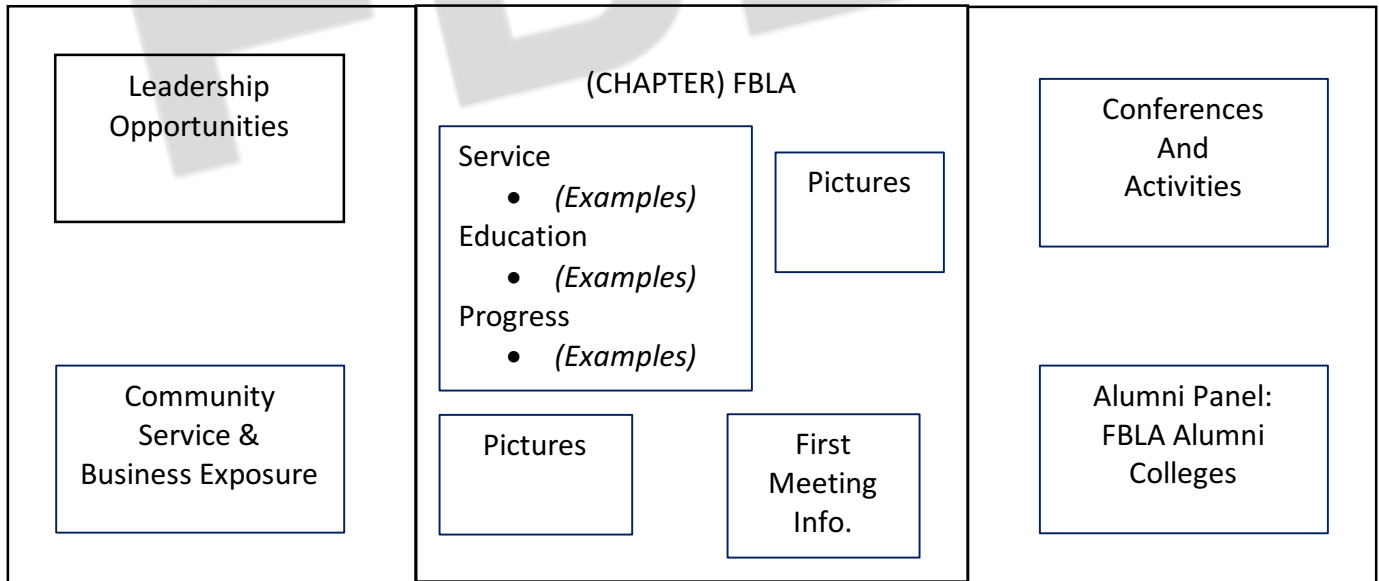 Leadership
Opportunities
Community
Service &
Business Exposure
(CHAPTER) FBLA
Service
• (Examples)
Education
• (Examples)
Progress
• (Examples)
Pictures
Pictures
First
Meeting
Info.
Conferences
And
Activities
Alumni Panel:
FBLA Alumni
Colleges